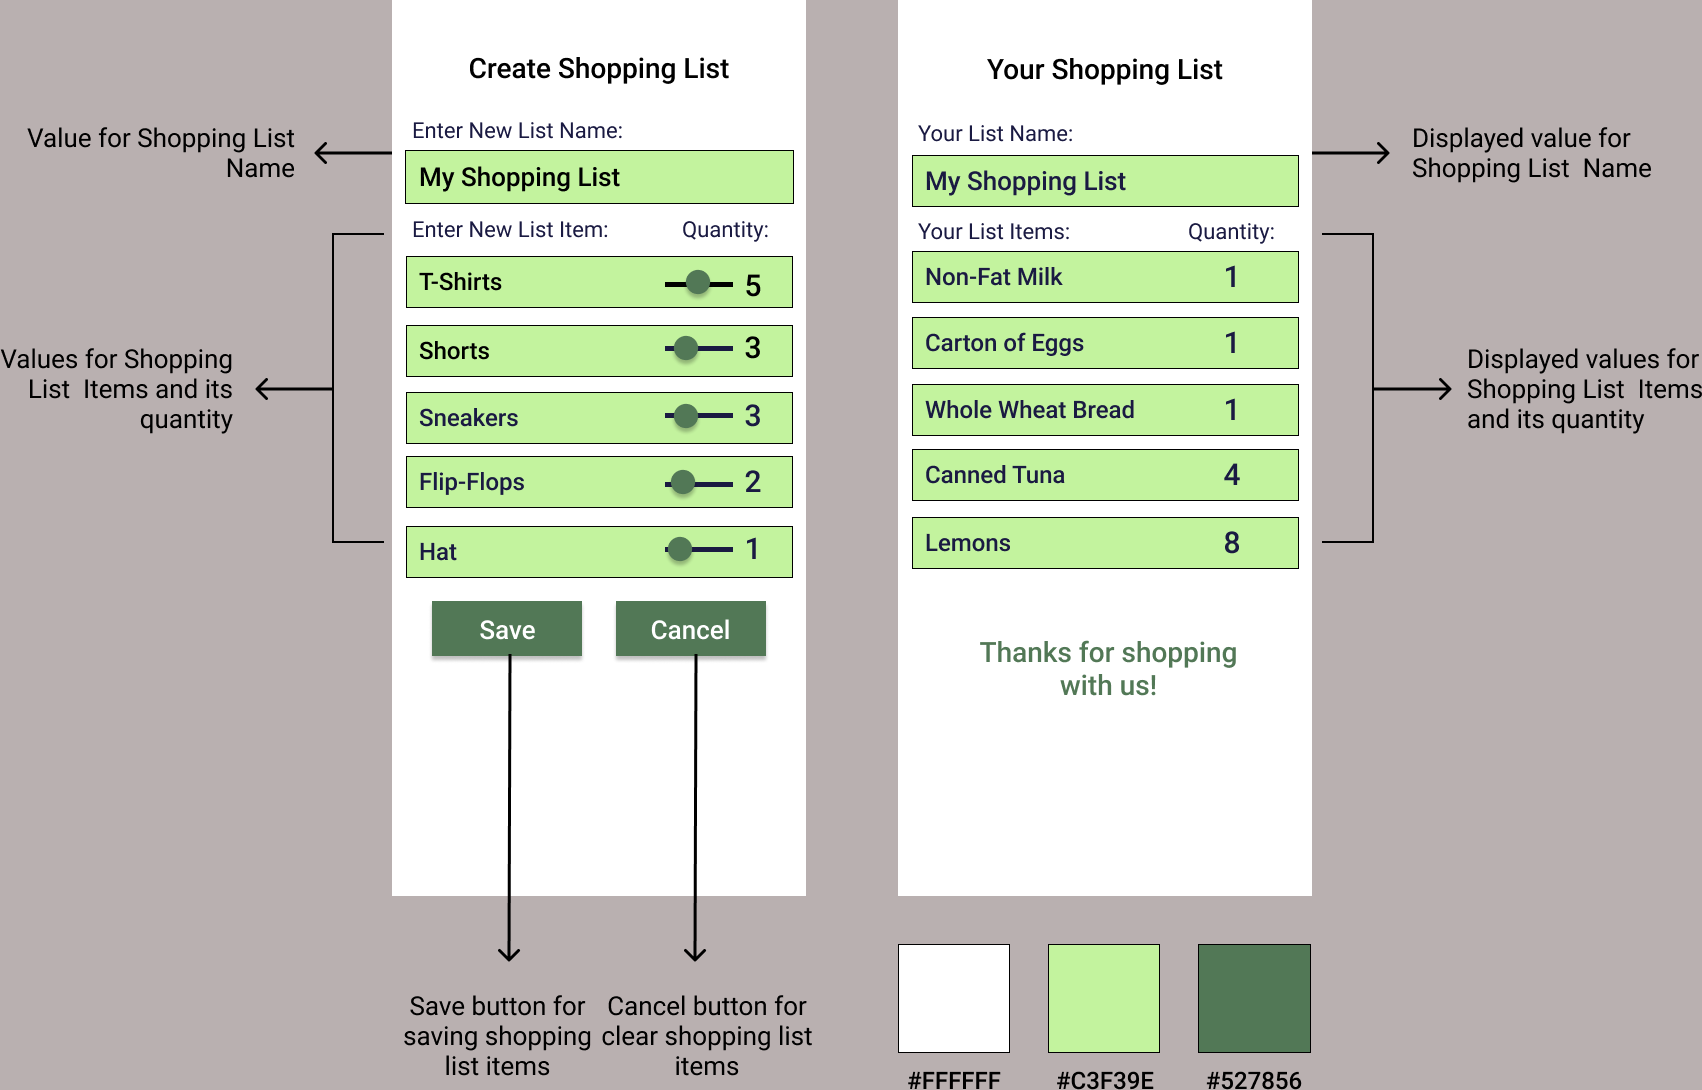 Create Shopping List
Enter New List Name:
My Shopping List
Enter New List Item: Quantity:
T-Shirts 5
Shorts 3
Sneakers 3
Flip-Flops 2
Hat 1
Save Cancel
Value for Shopping List
Name
Values for Shopping
List Items and its
quantity
Save button for
saving shopping
list items
Cancel button for
clear shopping list
items
Your Shopping List
Your List Name:
My Shopping List
Your List Items: Quantity:
Non-Fat Milk 1
Carton of Eggs 1
Whole Wheat Bread 1
Canned Tuna 4
Lemons 8
Thanks for shopping
with us!
Displayed value for
Shopping List Name
Displayed values for
Shopping List Items
and its quantity
#FFFFFF #C3F39E #527856